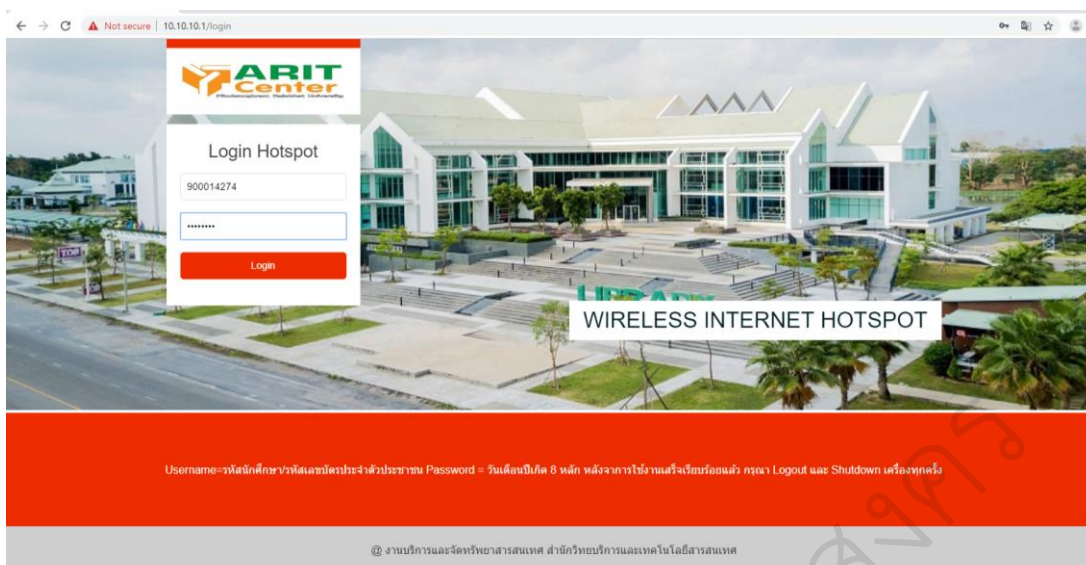 Not secure | 10.10.10.1/login
ARIT
Center
Login Hotspot
900014274
••••••••
Login
LIBRARY
WIRELESS INTERNET HOTSPOT
Username=รหัสนักศึกษา/รหัสเลขบัตรประจำตัวประชาชน Password = วันเดือนปีเกิด 8 หลัก หลังจากการใช้งานเสร็จเรียบร้อยแล้ว กรุณา Logout และ Shutdown เครื่องทุกครั้ง
@ งานบริการและจัดทรัพยาสารสนเทศ สำนักวิทยบริการและเทคโนโลยีสารสนเทศ